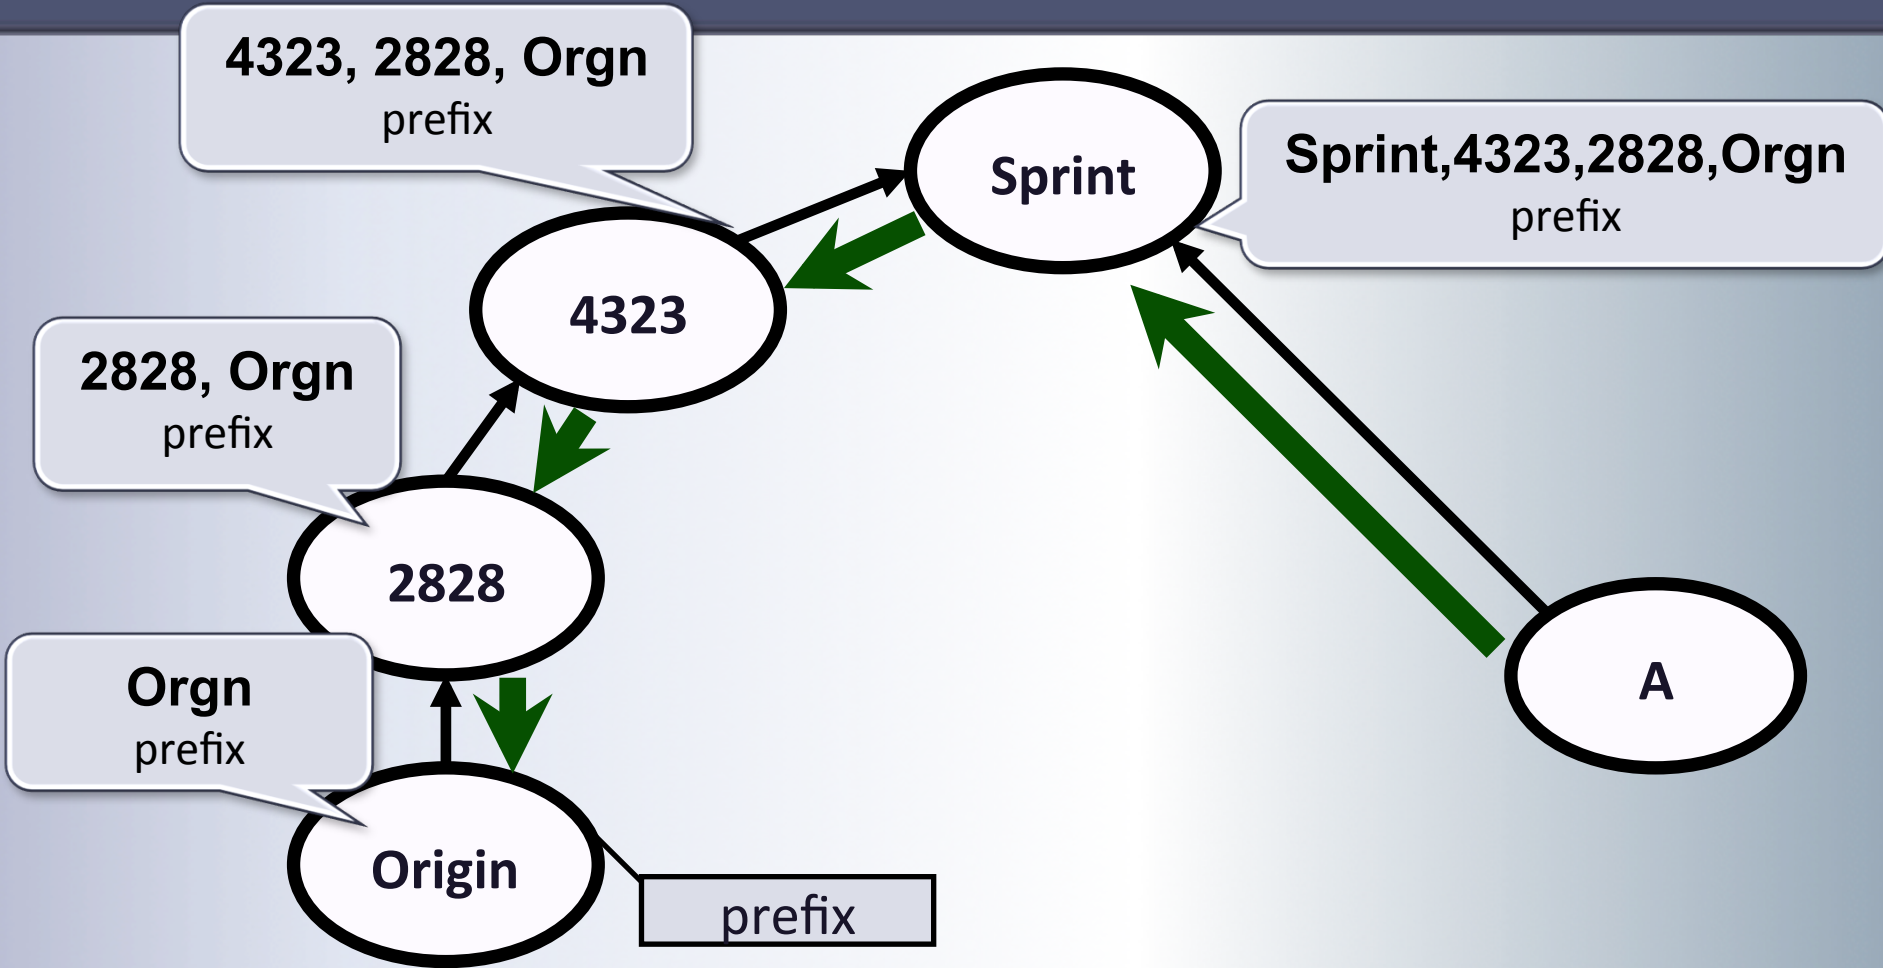 4323, 2828, Orgn
prefix
Sprint
Sprint,4323,2828,Orgn
prefix
4323
2828, Orgn
prefix
2828
Orgn
prefix
A
Origin
prefix